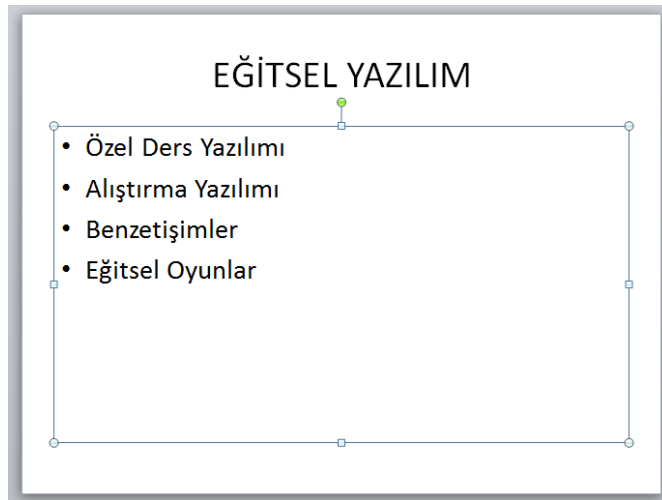 EĞİTSEL YAZILIM
• Özel Ders Yazılımı
• Alıştırma Yazılımı
• Benzetişimler
• Eğitsel Oyunlar